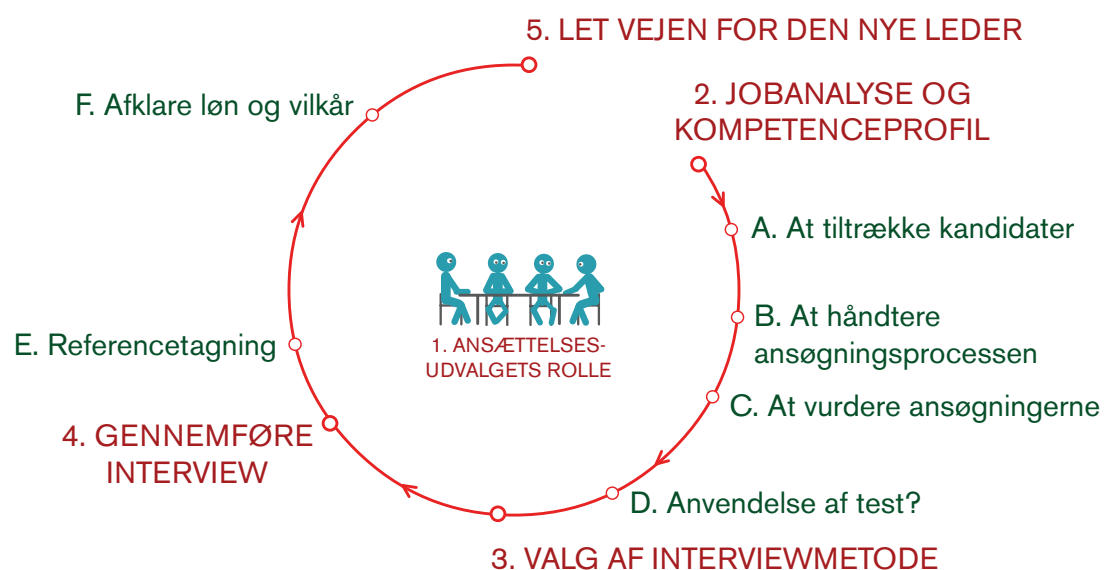 5. LET VEJEN FOR DEN NYE LEDER
2. JOBANALYSE OG
KOMPETENCEPROFIL
F. Afklare løn og vilkår
A. At tiltrække kandidater
B. At håndtere
ansøgningsprocessen
1. ANSÆTTELSES-
UDVALGETS ROLLE
E. Referencetagning
C. At vurdere ansøgningerne
4. GENNEMFØRE
INTERVIEW
D. Anvendelse af test?
3. VALG AF INTERVIEWMETODE